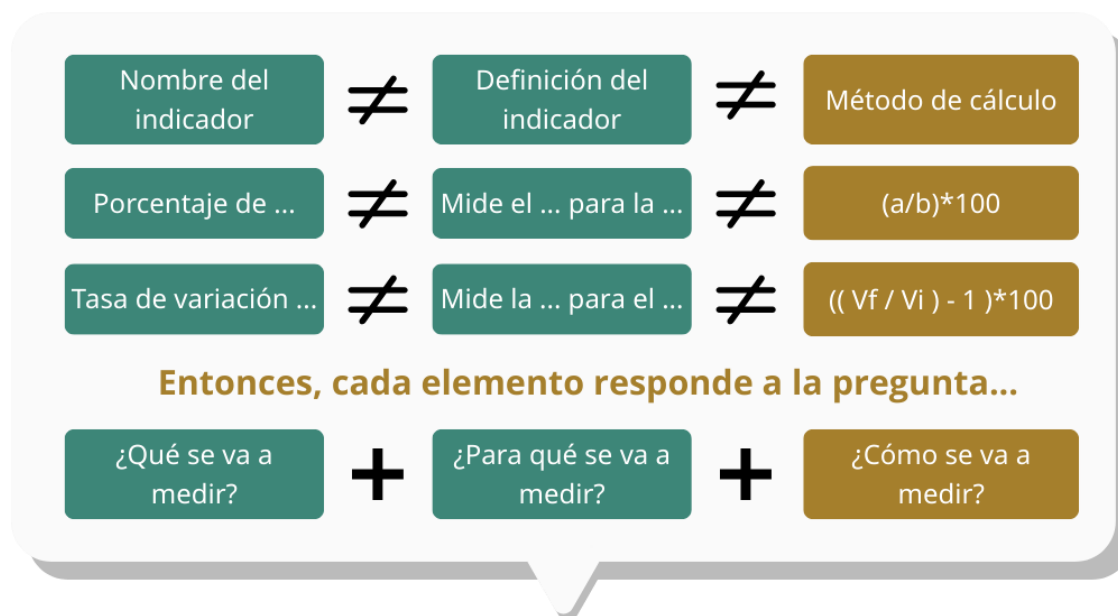 Nombre del
indicador
≠
Definición del
indicador
≠
Método de cálculo
Porcentaje de ...
≠
Mide el ... para la ...
≠
(a/b)*100
Tasa de variación ...
≠
Mide la ... para el ...
≠
(( Vf / Vi ) - 1 )*100
Entonces, cada elemento responde a la pregunta...
¿Qué se va a
medir?
+
¿Para qué se va a
medir?
+
¿Cómo se va a
medir?